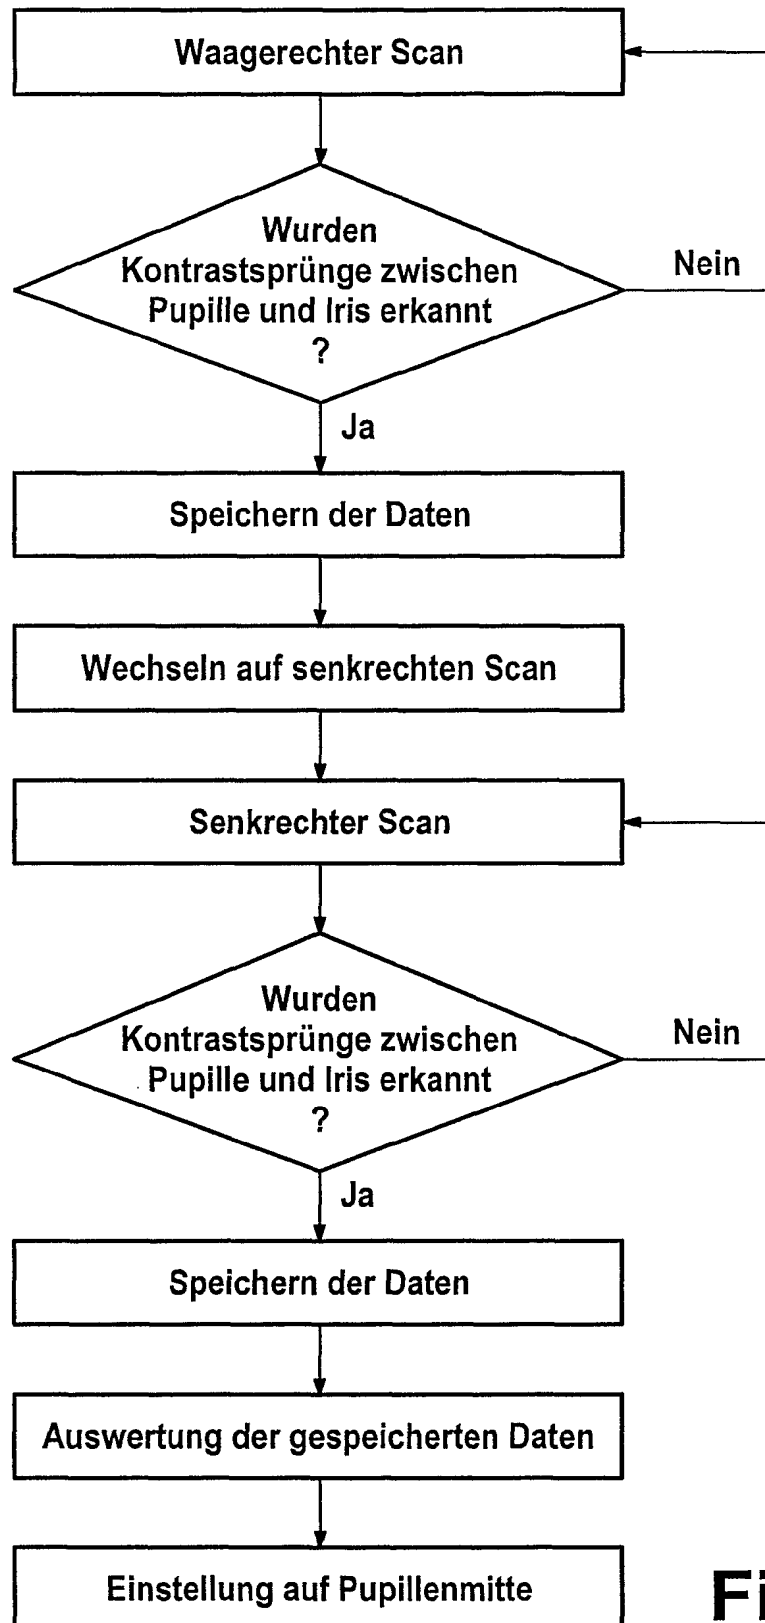 Waagerechter Scan
Wurden
Kontrastsprünge zwischen
Pupille und Iris erkannt
?
Nein
Ja
Speichern der Daten
Wechseln auf senkrechten Scan
Senkrechter Scan
Wurden
Kontrastsprünge zwischen
Pupille und Iris erkannt
?
Nein
Ja
Speichern der Daten
Auswertung der gespeicherten Daten
Einstellung auf Pupillenmitte